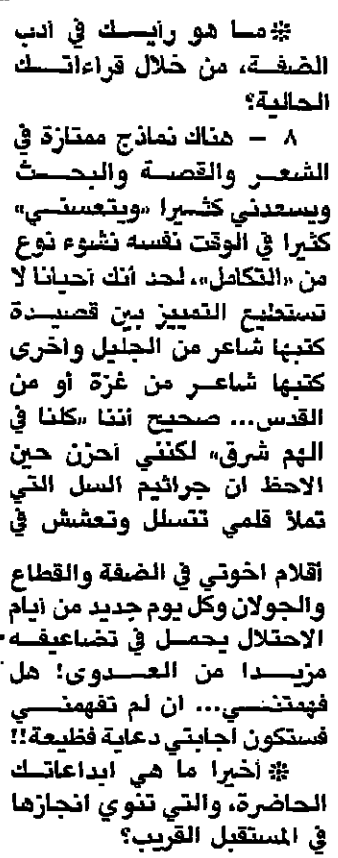 ※ما هو رأيك في أدب
الضفة، من خلال قراءاتك
الحالية؟
٨ – هناك نماذج ممتازة في
الشعر والقصة والبحث
ويسعدني كثيرا «ويتعسني»
كثيرا في الوقت نفسه نشوء نوع
من «التكامل»، لحد أنك أحيانا لا
تستطيع التمييز بين قصيدة
كتبها شاعر من الجليل وأخرى
كتبها شاعر من غزة أو من
القدس... صحيح أننا «كلنا في
الهم شرق» لكنني أحزن حين
الاحظ ان جراثيم السل التي
تملأ قلمي تتسلل وتعشش في
أقلام اخوتي في الضفة والقطاع
والجولان وكل يوم جديد من أيام
الاحتلال يحمل في تضاعيفه
مزيدا من العدوى! هل
فهمتني... ان لم تفهمني
فستكون اجابتي دعاية فظيعة!!
※ أخيرا ما هي ابداعاتك
الحاضرة، والتي تنوي انجازها
في المستقبل القريب؟